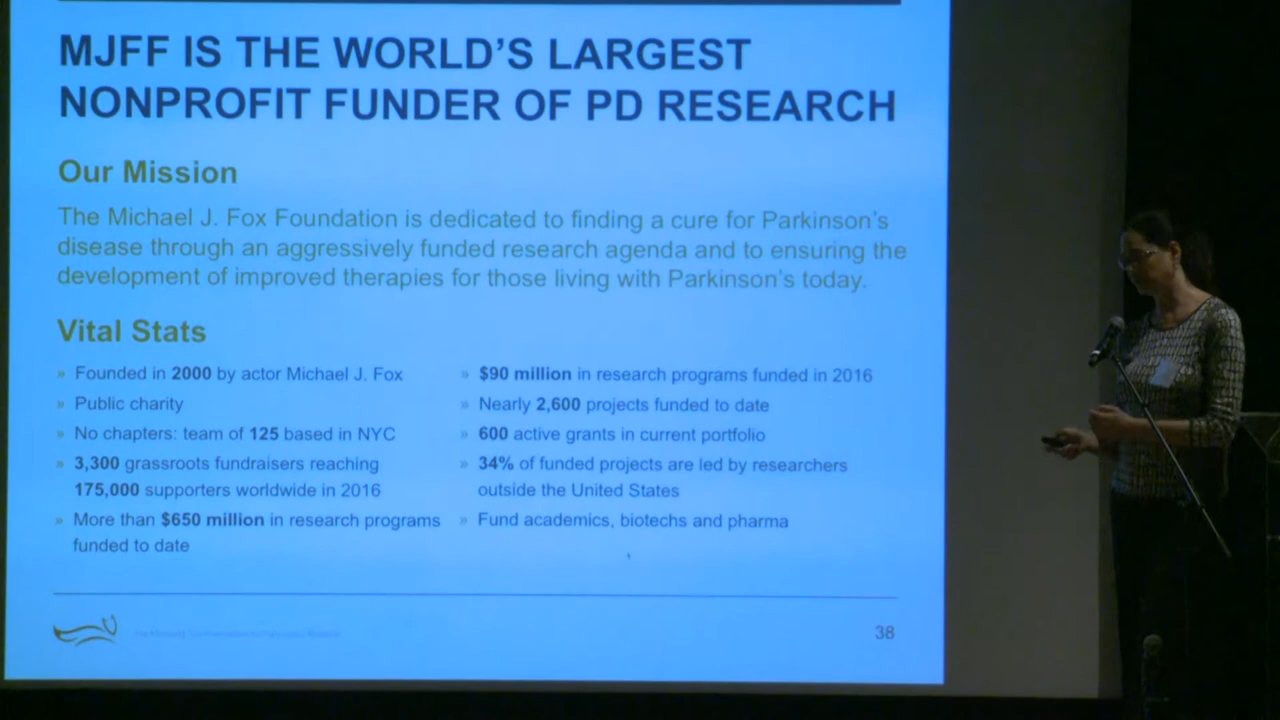 MJFF IS THE WORLD'S LARGEST
NONPROFIT FUNDER OF PD RESEARCH
Our Mission
The Michael J. Fox Foundation is dedicated to finding a cure for Parkinson's
disease through an aggressively funded research agenda and to ensuring the
development of improved therapies for those living with Parkinson's today.
Vital Stats
» Founded in 2000 by actor Michael J. Fox
» Public charity
» No chapters: team of 125 based in NYC
» 3,300 grassroots fundraisers reaching
175,000 supporters worldwide in 2016
» More than $650 million in research programs
funded to date
» $90 million in research programs funded in 2016
» Nearly 2,600 projects funded to date
» 600 active grants in current portfolio
» 34% of funded projects are led by researchers
outside the United States
» Fund academics, biotechs and pharma
38